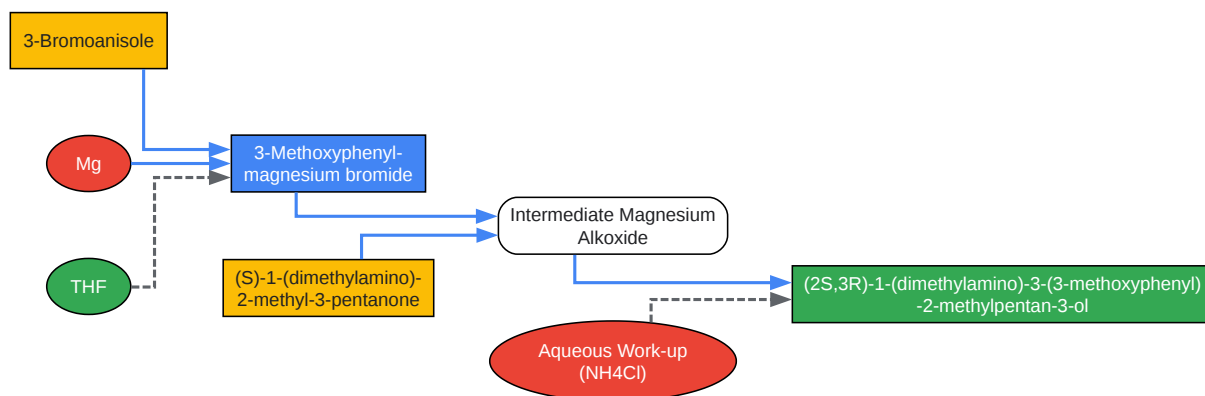 3-Bromoanisole
Mg
3-Methoxyphenyl-
magnesium bromide
THF
(S)-1-(dimethylamino)-
2-methyl-3-pentanone
Intermediate Magnesium
Alkoxide
Aqueous Work-up
(NH4Cl)
(2S,3R)-1-(dimethylamino)-3-(3-methoxyphenyl)
-2-methylpentan-3-ol